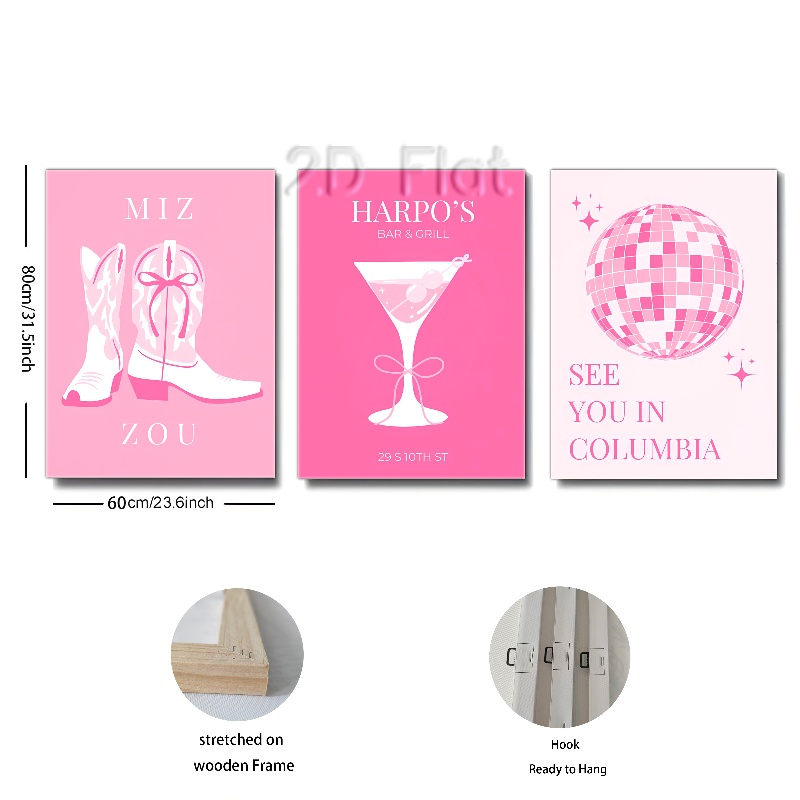 2D Flat
MIZ
ZOU
HARPO'S
BAR & GRILL
29 S 10TH ST
SEE
YOU IN
COLUMBIA
80cm/31.5inch
60cm/23.6inch
stretched on
wooden Frame
Hook
Ready to Hang